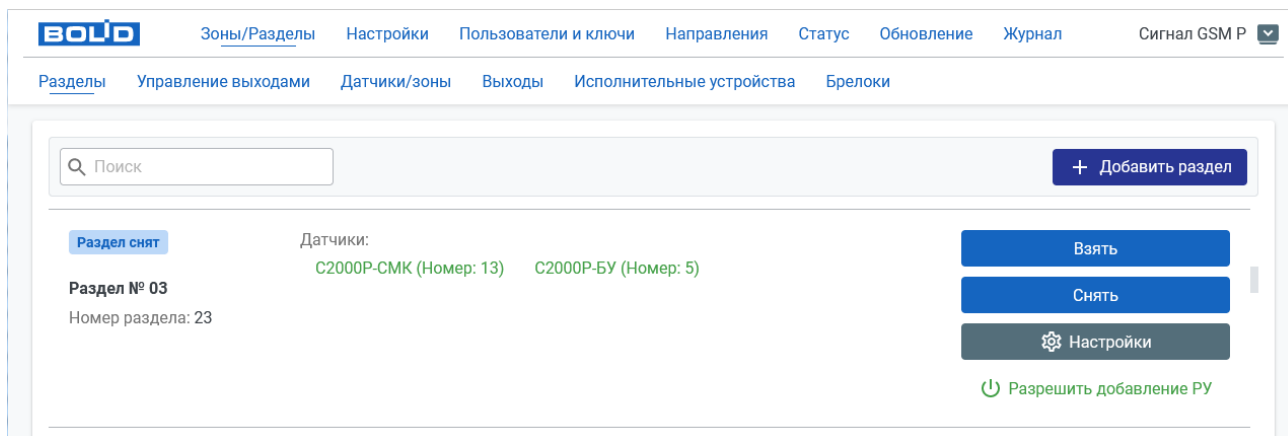 BOLID Зоны/Разделы Настройки Пользователи и ключи Направления Статус Обновление Журнал Сигнал GSM Р
Разделы Управление выходами Датчики/зоны Выходы Исполнительные устройства Брелоки
Поиск + Добавить раздел
Раздел снят
Датчики:
С2000Р-СМК (Номер: 13) С2000Р-БУ (Номер: 5)
Раздел № 03
Номер раздела: 23
Взять
Снять
Настройки
Разрешить добавление РУ